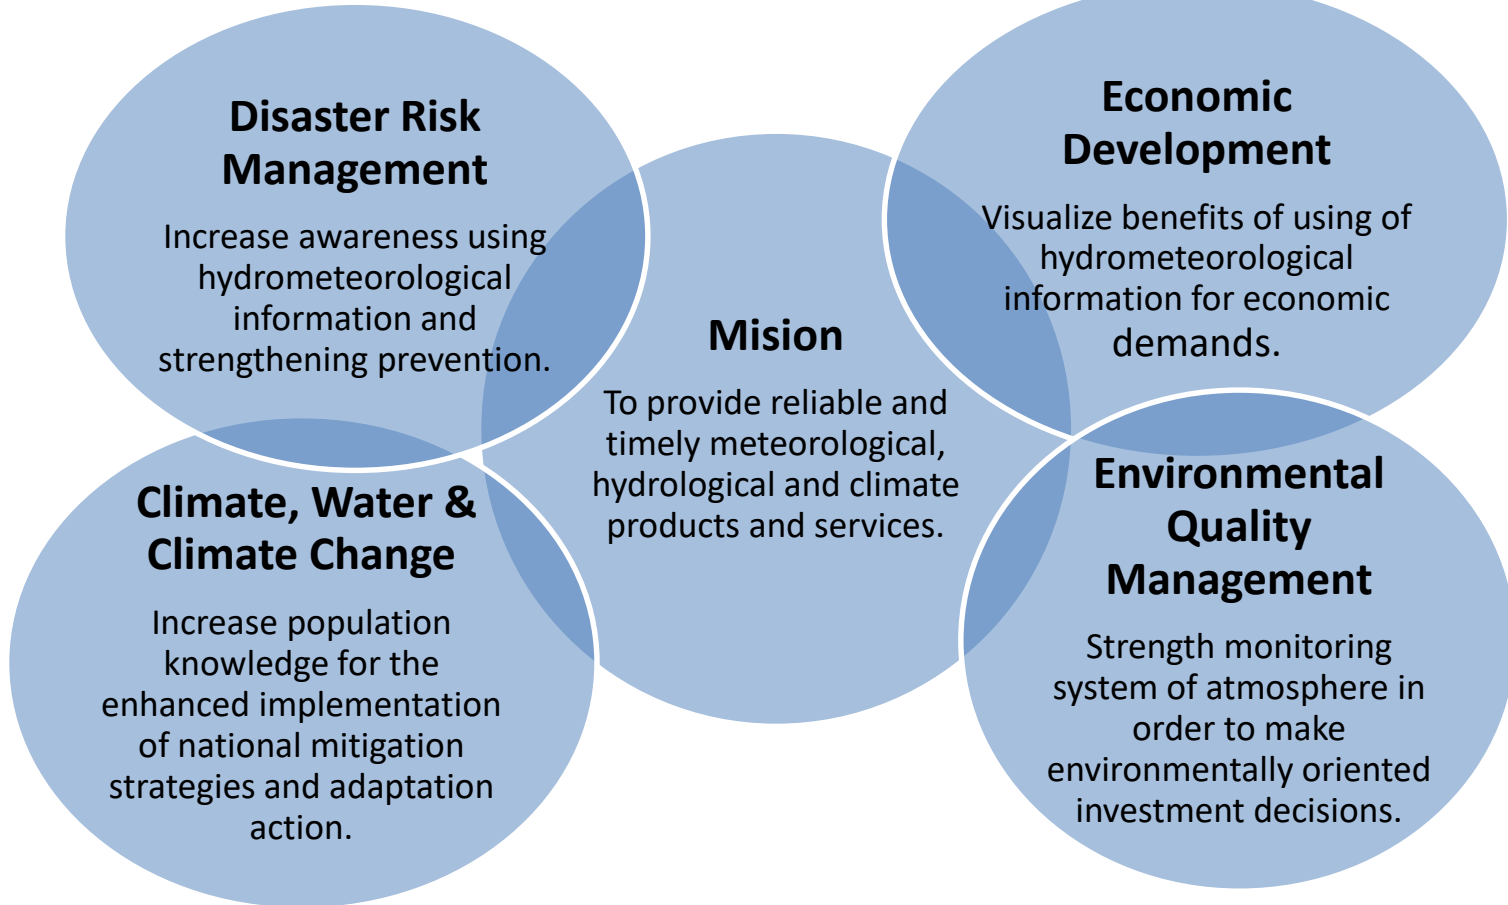 Disaster Risk
Management
Increase awareness using
hydrometeorological
information and
strengthening prevention.
Economic
Development
Visualize benefits of using of
hydrometeorological
information for economic
demands.
Mision
To provide reliable and
timely meteorological,
hydrological and climate
products and services.
Climate, Water &
Climate Change
Increase population
knowledge for the
enhanced implementation
of national mitigation
strategies and adaptation
action.
Environmental
Quality
Management
Strength monitoring
system of atmosphere in
order to make
environmentally oriented
investment decisions.